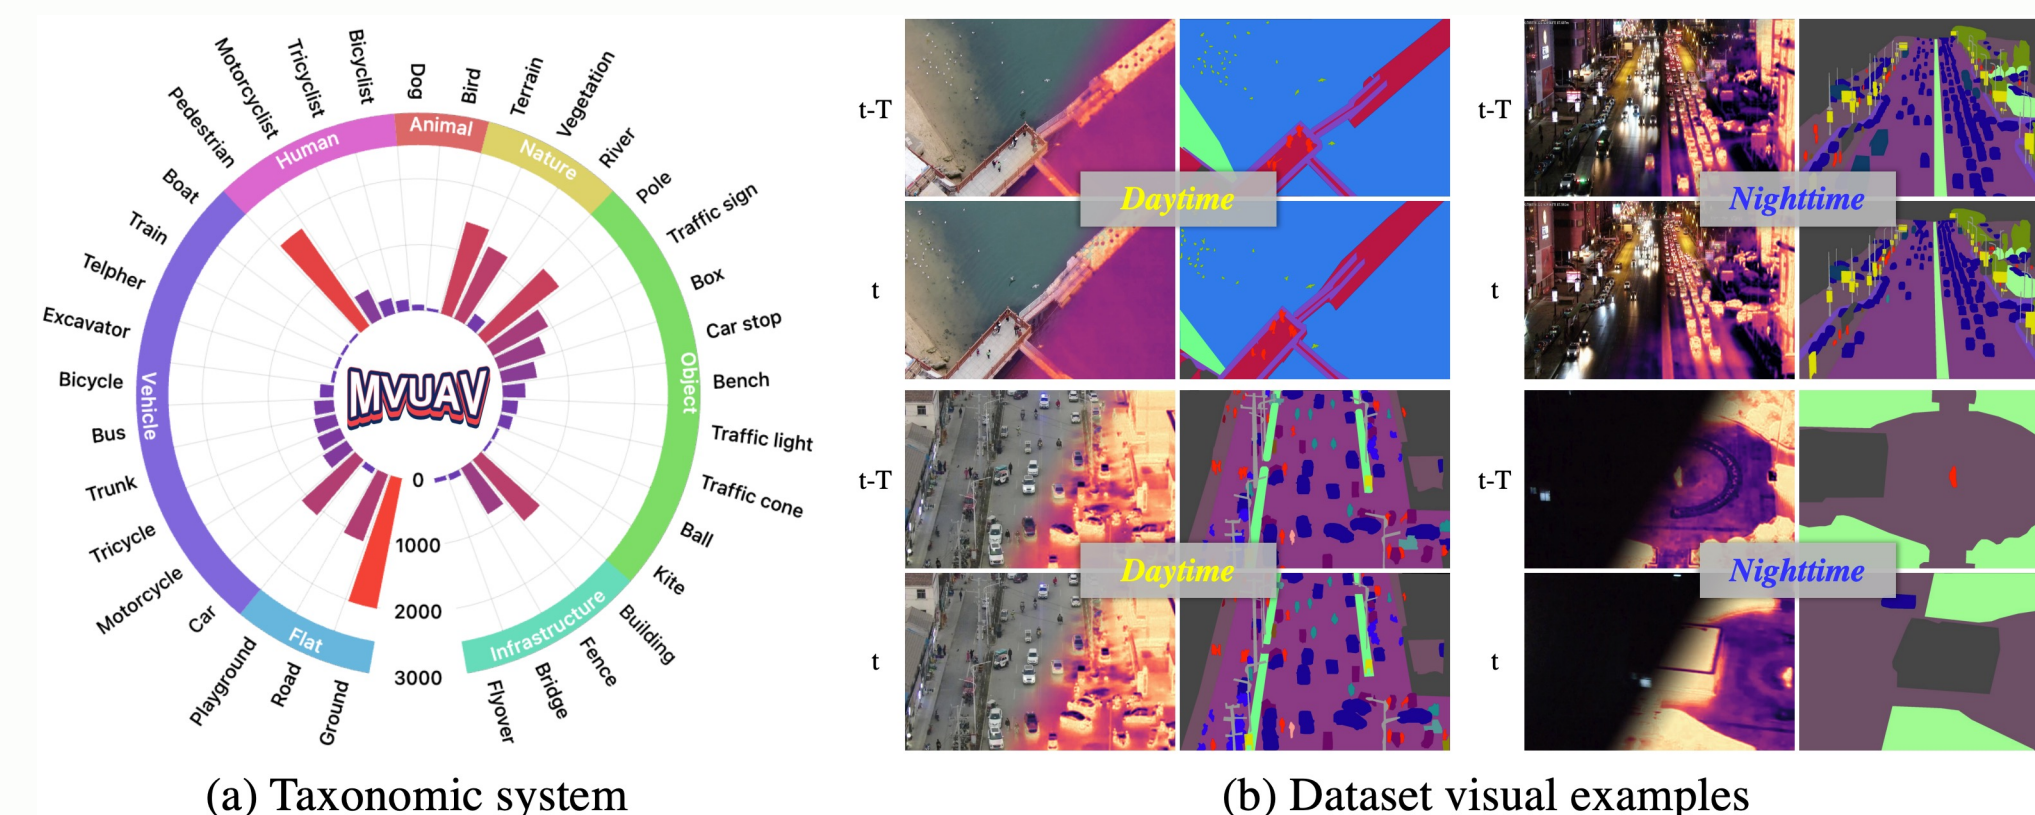 Bicyclist
Tricyclist
Motorcyclist
Pedestrian
Boat
Train
Telpher
Excavator
Bicycle
Bus
Trunk
Tricycle
Motorcycle
Car
Playground
Road
Ground
Dog
Bird
Terrain
Vegetation
River
Pole
Traffic sign
Box
Car stop
Bench
Traffic light
Traffic cone
Ball
Kite
Building
Fence
Bridge
Flyover
Human
Animal
Nature
Object
Infrastructure
Flat
Vehicle
MVUAV
0
1000
2000
3000
(a) Taxonomic system
t-T
Daytime
t
t-T
Daytime
t
t-T
Nighttime
t
t-T
Nighttime
t
(b) Dataset visual examples